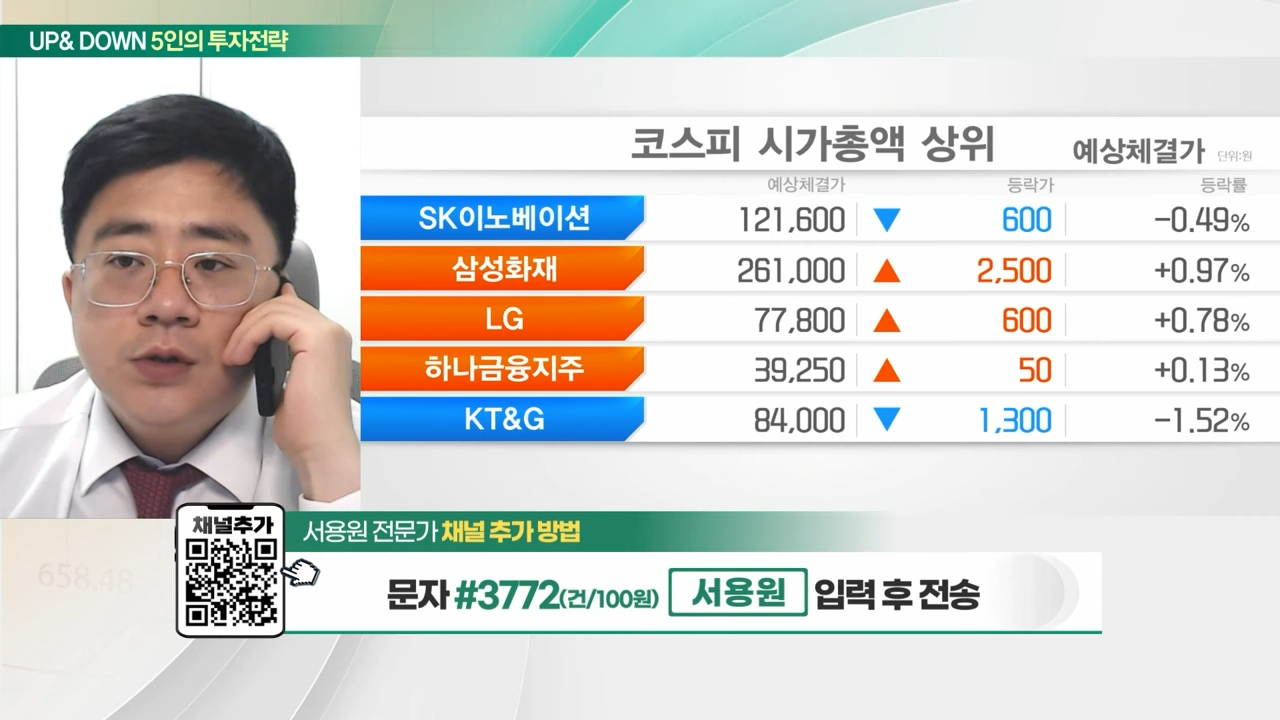 UP& DOWN 5인의 투자전략
코스피 시가총액 상위 예상체결가 단위:원
예상체결가 등락가 등락률
SK이노베이션 121,600 ▼ 600 -0.49%
삼성화재 261,000 ▲ 2,500 +0.97%
LG 77,800 ▲ 600 +0.78%
하나금융지주 39,250 ▲ 50 +0.13%
KT&G 84,000 ▼ 1,300 -1.52%
채널추가
서용원 전문가 채널 추가 방법
658.48
문자 #3772(건/100원) 서용원 입력 후 전송